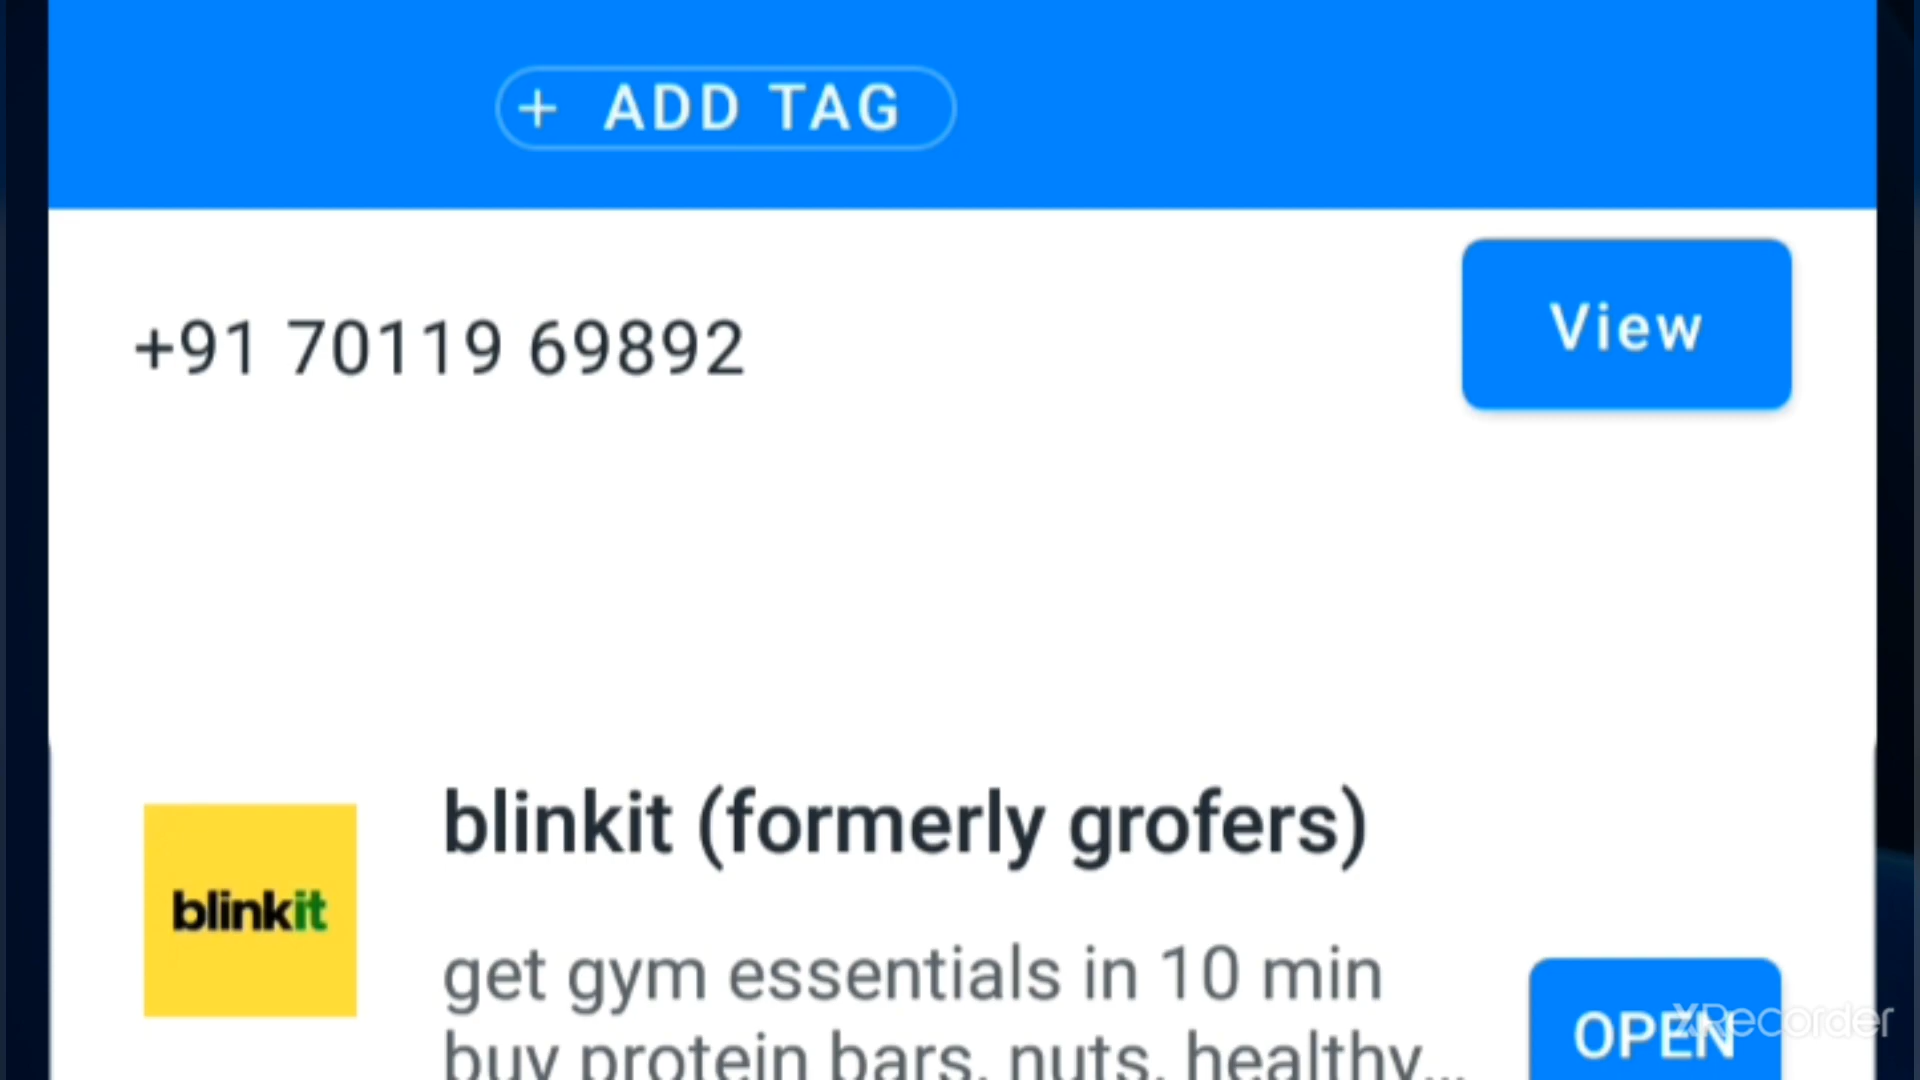 + ADD TAG
+91 70119 69892
View
blinkit (formerly grofers)
blinkit
get gym essentials in 10 min
buy protein bars, nuts, healthy...
OPEN
XRecorder